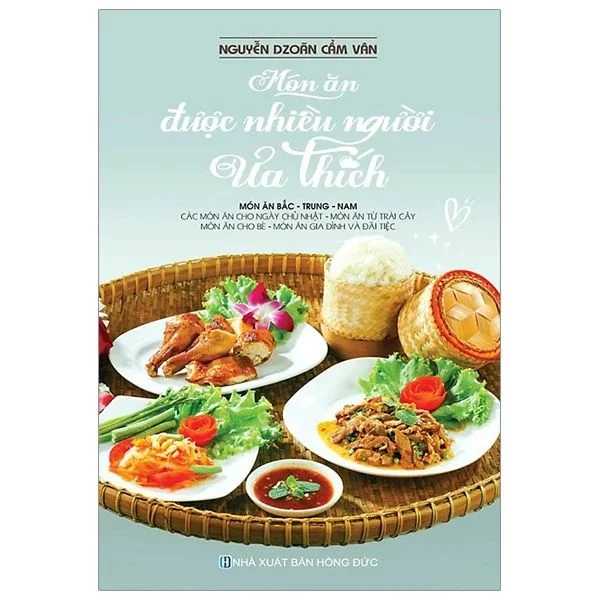 NGUYỄN DZOÃN CẨM VÂN
Món ăn
được nhiều người
Ưa thích
MÓN ĂN BẮC - TRUNG - NAM
CÁC MÓN ĂN CHO NGÀY CHỦ NHẬT - MÓN ĂN TỪ TRÁI CÂY
MÓN ĂN CHO BÉ - MÓN ĂN GIA ĐÌNH VÀ ĐÃI TIỆC
NHÀ XUẤT BẢN HỒNG ĐỨC